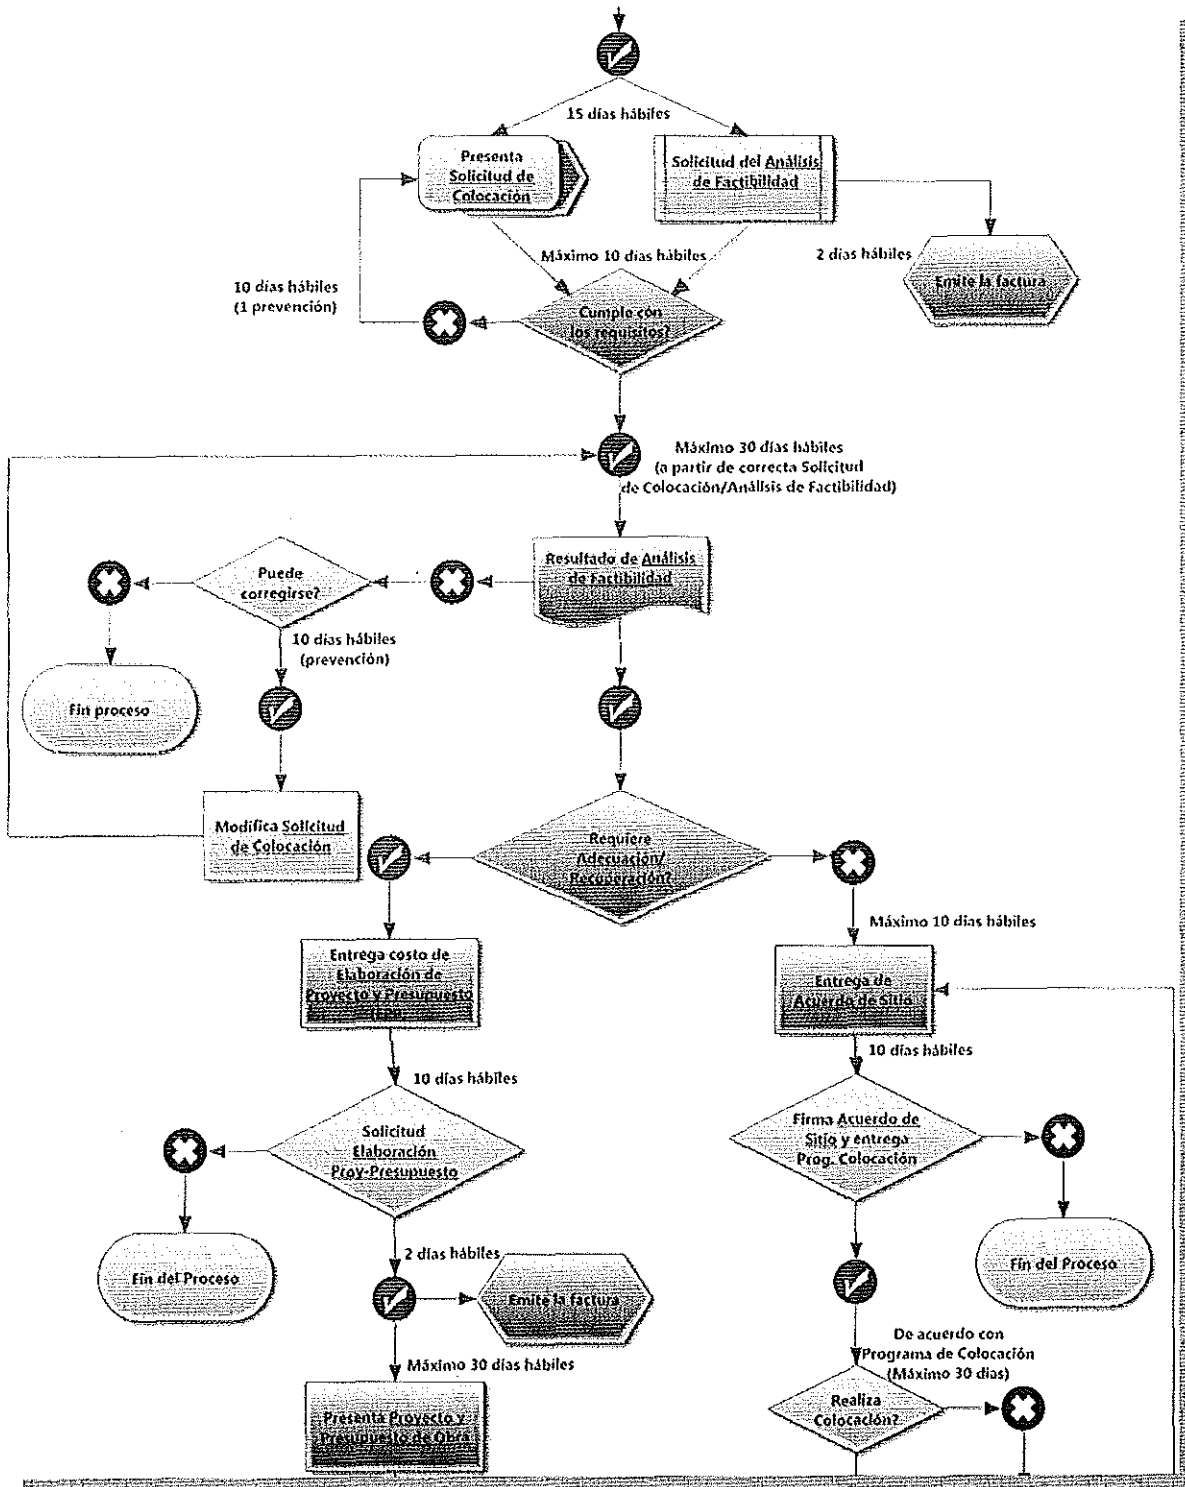 15 días hábiles
Presenta
Solicitud de
Colocación
Solicitud del Análisis
de Factibilidad
Máximo 10 días hábiles
2 días hábiles
Emite la factura
10 días hábiles
(1 prevención)
Cumple con
los requisitos?
Máximo 30 días hábiles
(a partir de correcta Solicitud
de Colocación/Análisis de Factibilidad)
Resultado de Análisis
de Factibilidad
Puede
corregirse?
10 días hábiles
(prevención)
Fin proceso
Modifica Solicitud
de Colocación
Requiere
Adecuación/
Recuperación?
Máximo 10 días hábiles
Entrega costo de
Elaboración de
Proyecto y Presupuesto
Entrega de
Acuerdo de Sitio
10 días hábiles
10 días hábiles
Solicitud
Elaboración
Proy-Presupuesto
Firma Acuerdo de
Sitio y entrega
Prog. Colocación
Fin del Proceso
2 días hábiles
Emite la factura
Fin del Proceso
De acuerdo con
Programa de Colocación
(Máximo 30 días)
Máximo 30 días hábiles
Presenta Proyecto y
Presupuesto de Obra
Realiza
Colocación?